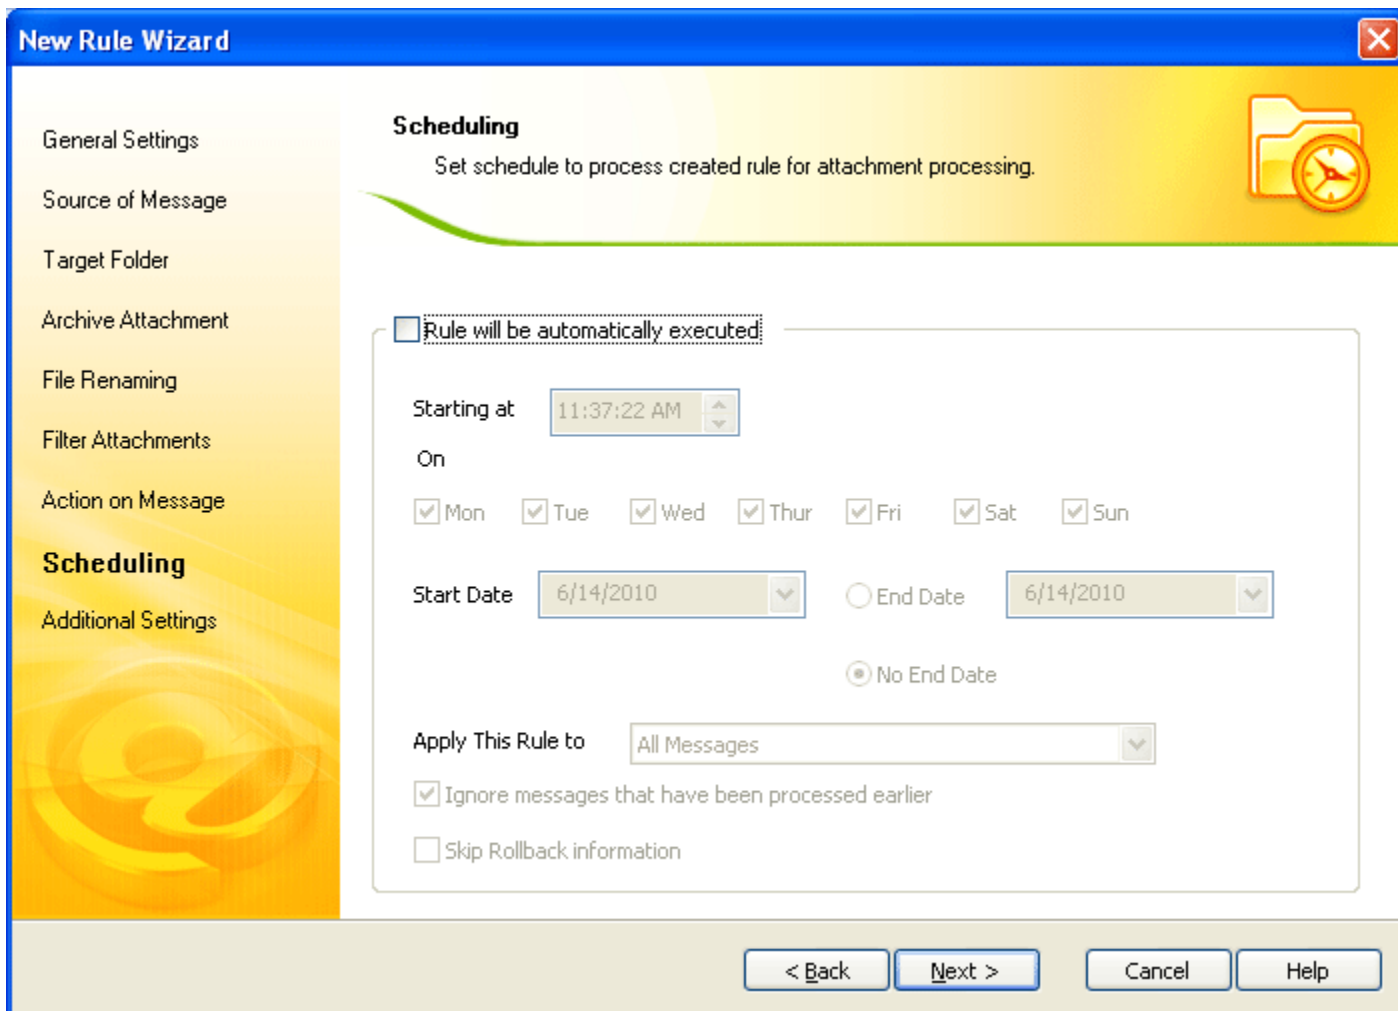 New Rule Wizard
General Settings
Source of Message
Target Folder
Archive Attachment
File Renaming
Filter Attachments
Action on Message
Scheduling
Additional Settings
Scheduling
Set schedule to process created rule for attachment processing.
Rule will be automatically executed
Starting at 11:37:22 AM
On
Mon Tue Wed Thur Fri Sat Sun
Start Date 6/14/2010 End Date 6/14/2010
No End Date
Apply This Rule to All Messages
Ignore messages that have been processed earlier
Skip Rollback information
< Back Next > Cancel Help